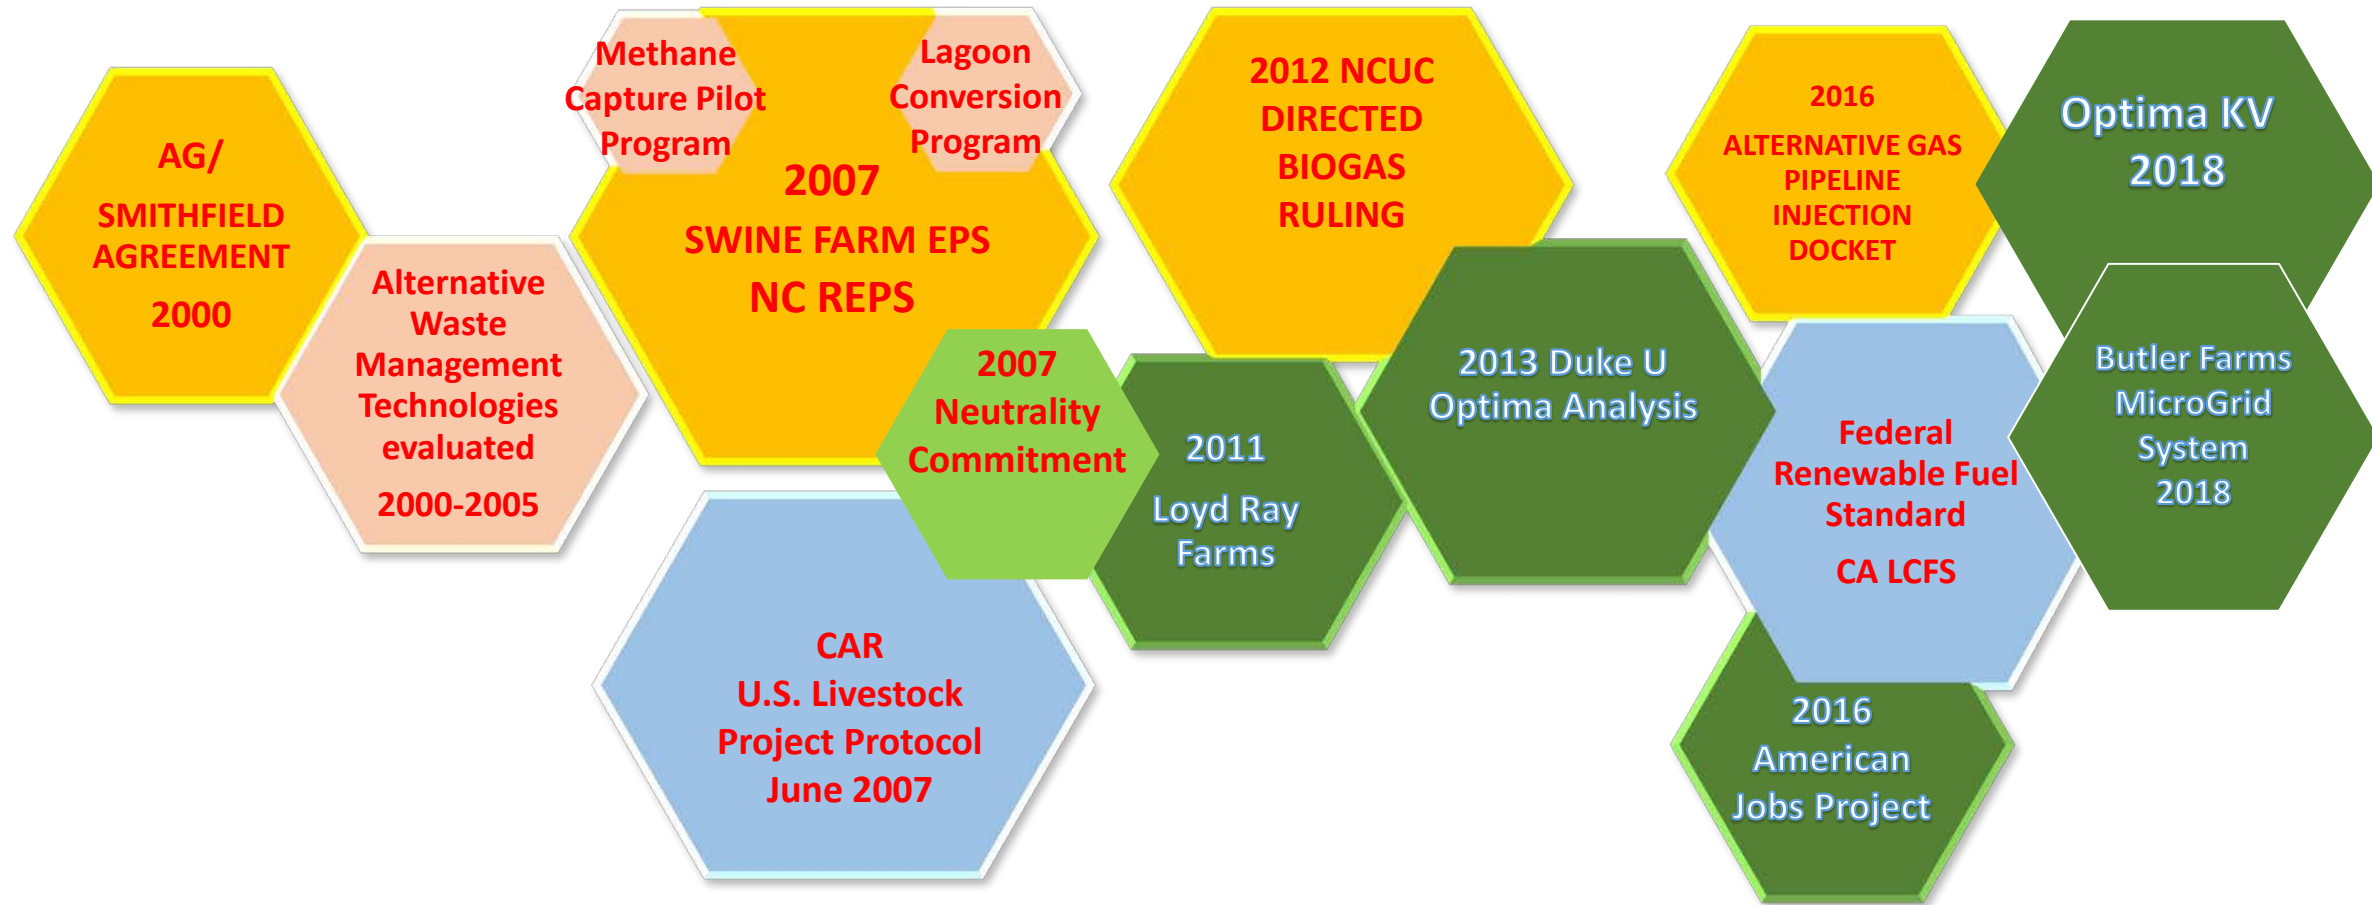 AG/
SMITHFIELD
AGREEMENT
2000
Alternative
Waste
Management
Technologies
evaluated
2000-2005
Methane
Capture Pilot
Program
Lagoon
Conversion
Program
2007
SWINE FARM EPS
NC REPS
2007
Neutrality
Commitment
CAR
U.S. Livestock
Project Protocol
June 2007
2011
Loyd Ray
Farms
2012 NCUC
DIRECTED
BIOGAS
RULING
2013 Duke U
Optima Analysis
2016
ALTERNATIVE GAS
PIPELINE
INJECTION
DOCKET
Federal
Renewable Fuel
Standard
CA LCFS
2016
American
Jobs Project
Optima KV
2018
Butler Farms
MicroGrid
System
2018